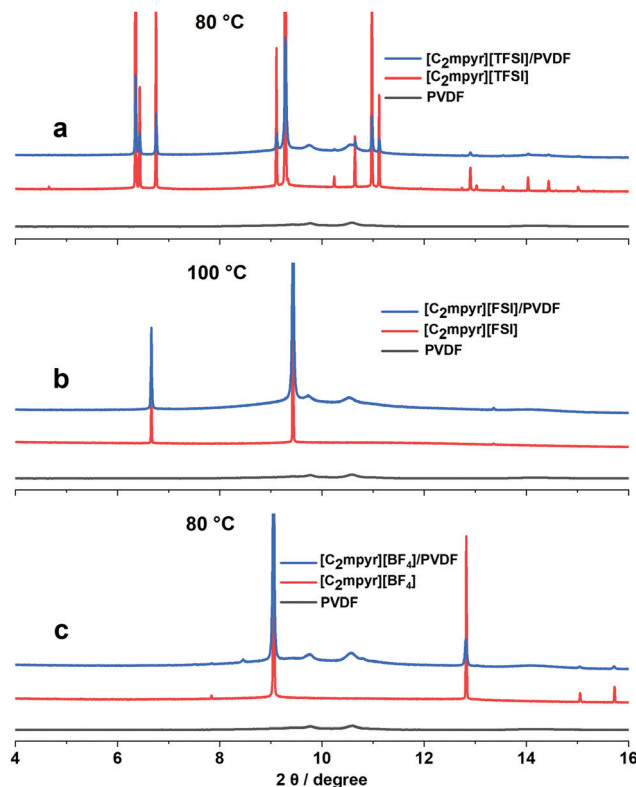 80 °C
[C₂mpyr][TFSI]/PVDF
[C₂mpyr][TFSI]
PVDF
a
100 °C
[C₂mpyr][FSI]/PVDF
[C₂mpyr][FSI]
PVDF
b
80 °C
[C₂mpyr][BF₄]/PVDF
[C₂mpyr][BF₄]
PVDF
c
4 6 8 10 12 14 16
2 θ / degree